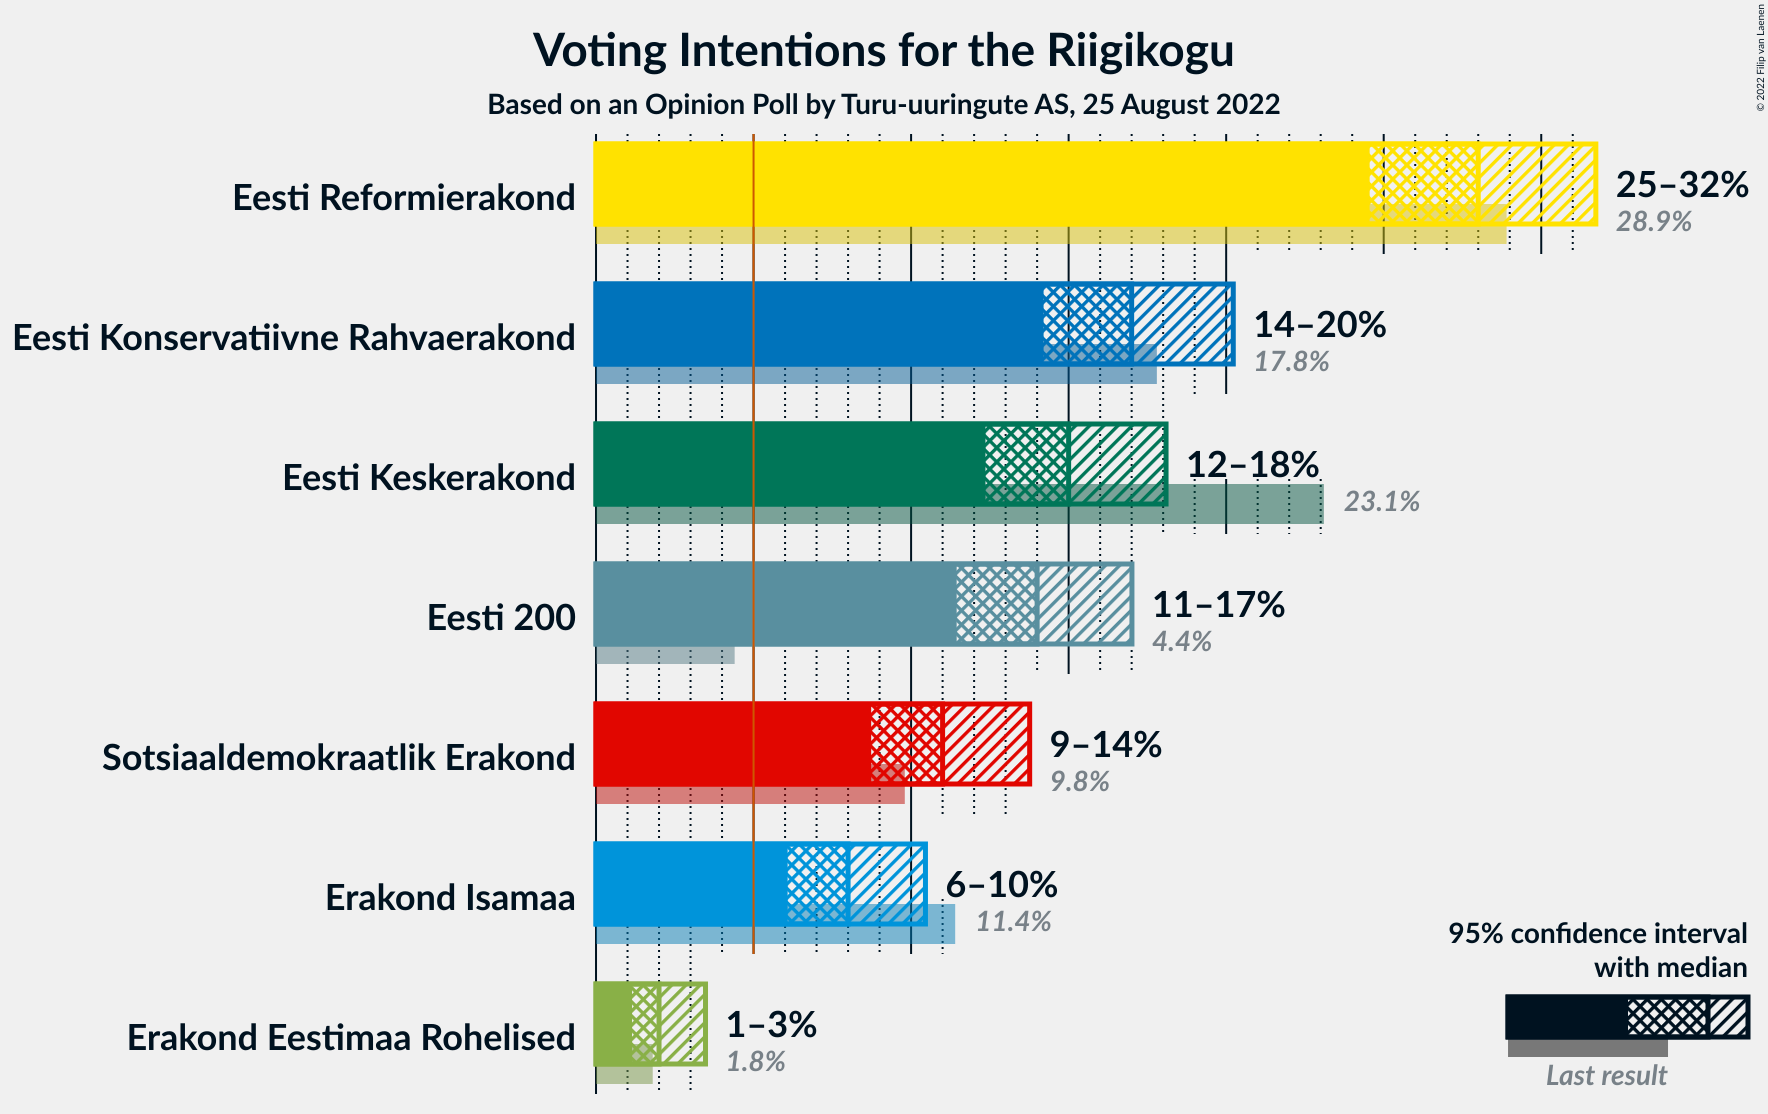 Voting Intentions for the Riigikogu
Based on an Opinion Poll by Turu-uuringute AS, 25 August 2022
© 2022 Filip van Laenen
Eesti Reformierakond
25–32%
28.9%
Eesti Konservatiivne Rahvaerakond
14–20%
17.8%
Eesti Keskerakond
12–18%
23.1%
Eesti 200
11–17%
4.4%
Sotsiaaldemokraatlik Erakond
9–14%
9.8%
Erakond Isamaa
6–10%
11.4%
Erakond Eestimaa Rohelised
1–3%
1.8%
95% confidence interval
with median
Last result